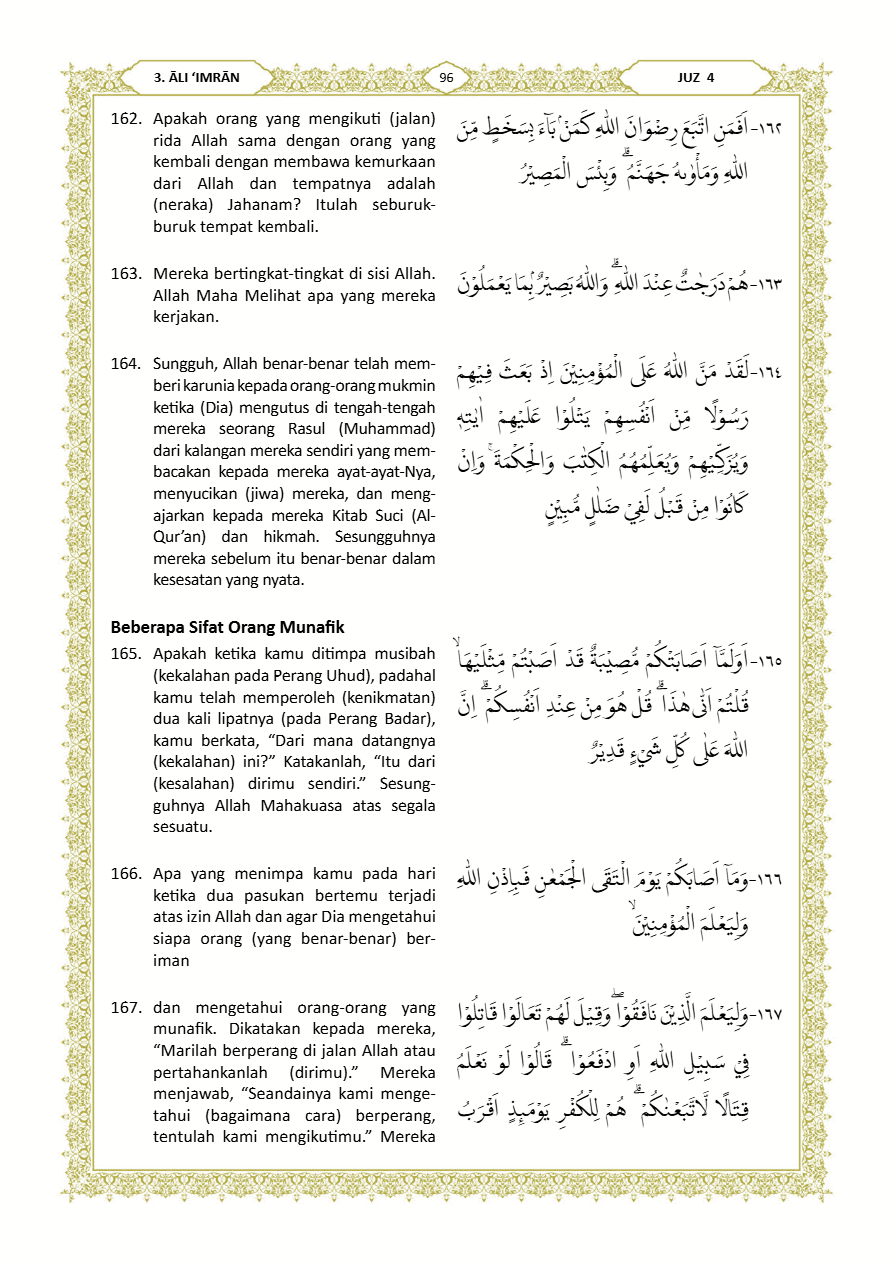 3. ĀLI ‘IMRĀN
96
JUZ 4
162. Apakah orang yang mengikuti (jalan)
rida Allah sama dengan orang yang
kembali dengan membawa kemurkaan
dari Allah dan tempatnya adalah
(neraka) Jahanam? Itulah seburuk-
buruk tempat kembali.
١٦٢- اَفَمَنِ اتَّبَعَ رِضْوَانَ اللّٰهِ كَمَنْۢ بَاۤءَ بِسَخَطٍ مِّنَ
اللّٰهِ وَمَأْوٰىهُ جَهَنَّمُ ۗ وَبِئْسَ الْمَصِيْرُ
163. Mereka bertingkat-tingkat di sisi Allah.
Allah Maha Melihat apa yang mereka
kerjakan.
١٦٣- هُمْ دَرَجٰتٌ عِنْدَ اللّٰهِ ۗ وَاللّٰهُ بَصِيْرٌۢ بِمَا يَعْمَلُوْنَ
164. Sungguh, Allah benar-benar telah mem-
beri karunia kepada orang-orang mukmin
ketika (Dia) mengutus di tengah-tengah
mereka seorang Rasul (Muhammad)
dari kalangan mereka sendiri yang mem-
bacakan kepada mereka ayat-ayat-Nya,
menyucikan (jiwa) mereka, dan meng-
ajarkan kepada mereka Kitab Suci (Al-
Qur’an) dan hikmah. Sesungguhnya
mereka sebelum itu benar-benar dalam
kesesatan yang nyata.
١٦٤- لَقَدْ مَنَّ اللّٰهُ عَلَى الْمُؤْمِنِيْنَ اِذْ بَعَثَ فِيْهِمْ
رَسُوْلًا مِّنْ اَنْفُسِهِمْ يَتْلُوْا عَلَيْهِمْ اٰيٰتِهٖ
وَيُزَكِّيْهِمْ وَيُعَلِّمُهُمُ الْكِتٰبَ وَالْحِكْمَةَۚ وَاِنْ
كَانُوْا مِنْ قَبْلُ لَفِيْ ضَلٰلٍ مُّبِيْنٍ
Beberapa Sifat Orang Munafik
165. Apakah ketika kamu ditimpa musibah
(kekalahan pada Perang Uhud), padahal
kamu telah memperoleh (kenikmatan)
dua kali lipatnya (pada Perang Badar),
kamu berkata, “Dari mana datangnya
(kekalahan) ini?” Katakanlah, “Itu dari
(kesalahan) dirimu sendiri.” Sesung-
guhnya Allah Mahakuasa atas segala
sesuatu.
١٦٥- اَوَلَمَّآ اَصَابَتْكُمْ مُّصِيْبَةٌ قَدْ اَصَبْتُمْ مِّثْلَيْهَاۙ
قُلْتُمْ اَنّٰى هٰذَا ۗ قُلْ هُوَ مِنْ عِنْدِ اَنْفُسِكُمْ ۗ اِنَّ
اللّٰهَ عَلٰى كُلِّ شَيْءٍ قَدِيْرٌ
166. Apa yang menimpa kamu pada hari
ketika dua pasukan bertemu terjadi
atas izin Allah dan agar Dia mengetahui
siapa orang (yang benar-benar) ber-
iman
١٦٦- وَمَآ اَصَابَكُمْ يَوْمَ الْتَقَى الْجَمْعٰنِ فَبِاِذْنِ اللّٰهِ
وَلِيَعْلَمَ الْمُؤْمِنِيْنَۙ
167. dan mengetahui orang-orang yang
munafik. Dikatakan kepada mereka,
“Marilah berperang di jalan Allah atau
pertahankanlah (dirimu).” Mereka
menjawab, “Seandainya kami menge-
tahui (bagaimana cara) berperang,
tentulah kami mengikutimu.” Mereka
١٦٧- وَلِيَعْلَمَ الَّذِيْنَ نَافَقُوْاۖ وَقِيْلَ لَهُمْ تَعَالَوْا قَاتِلُوْا
فِيْ سَبِيْلِ اللّٰهِ اَوِ ادْفَعُوْا ۗ قَالُوْا لَوْ نَعْلَمُ
قِتَالًا لَّاتَّبَعْنٰكُمْ ۗ هُمْ لِلْكُفْرِ يَوْمَىِٕذٍ اَقْرَبُ